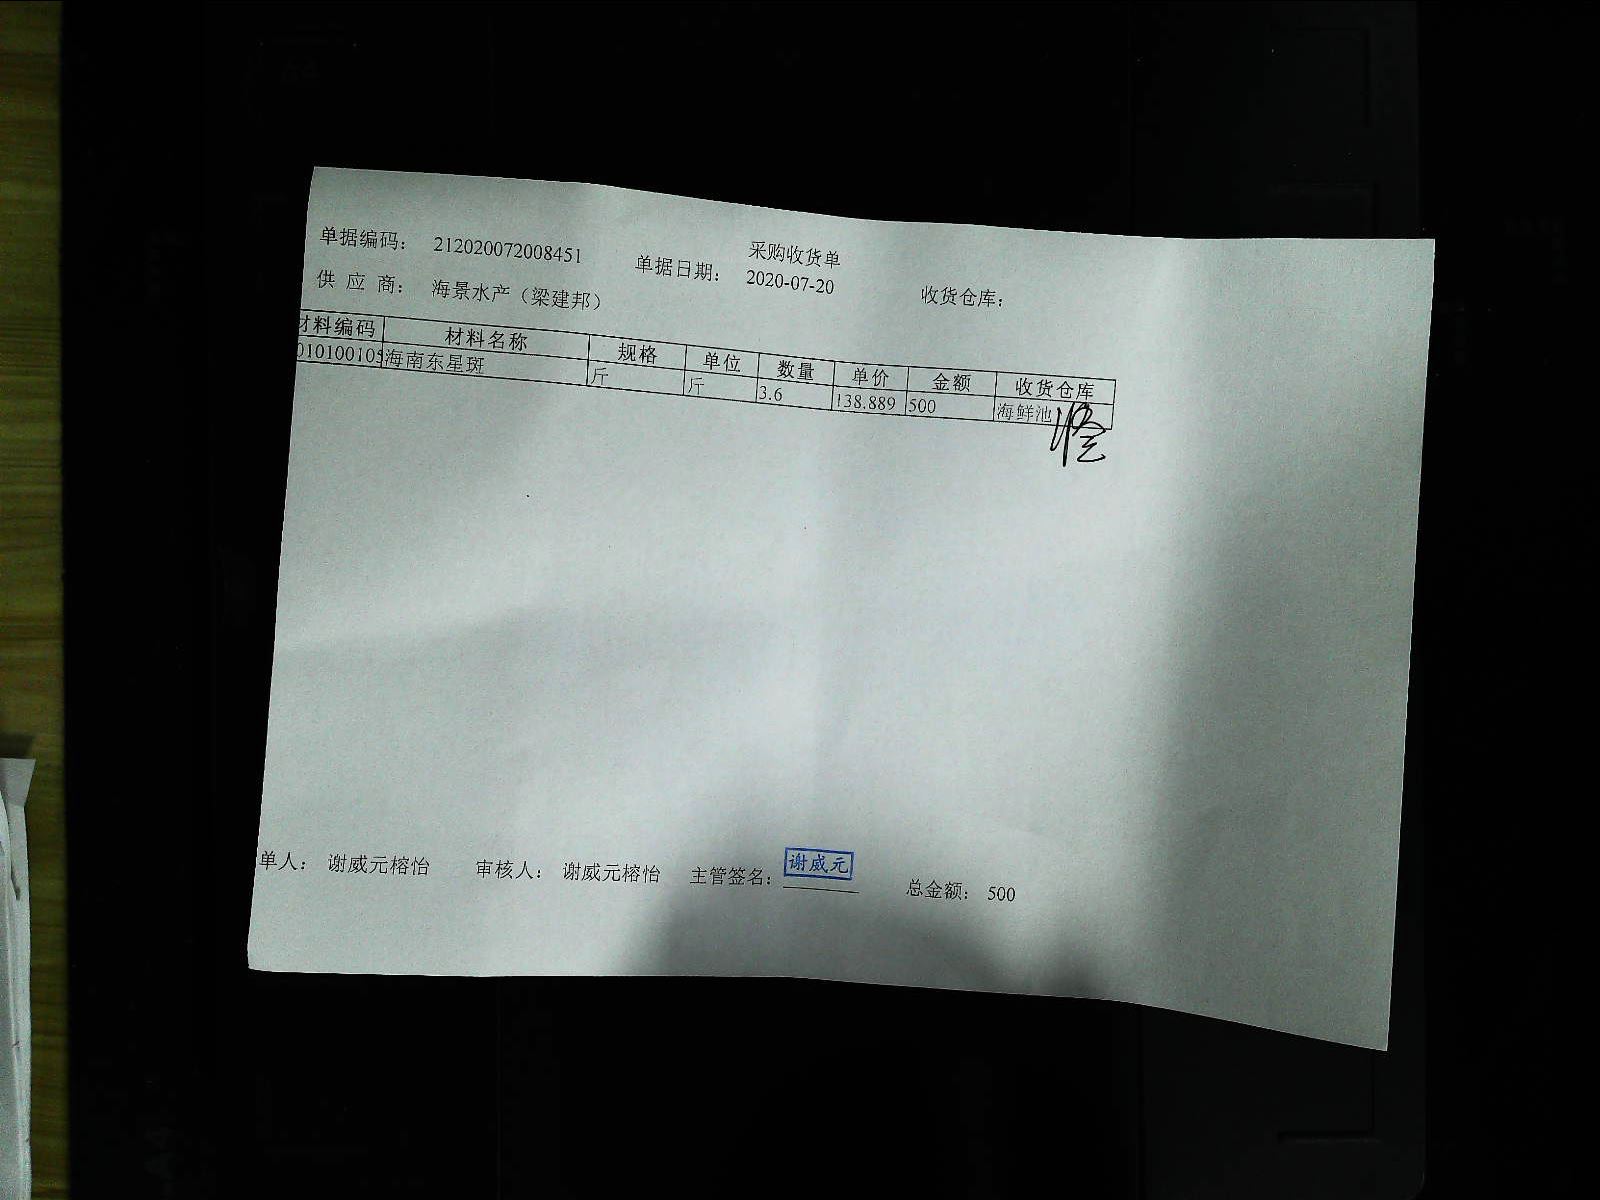 采购收货单
单据编码： 212020072008451 单据日期： 2020-07-20 收货仓库：
供 应 商： 海景水产（梁建邦）
材料编码 材料名称 规格 单位 数量 单价 金额 收货仓库
010100105 海南东星斑 斤 斤 3.6 138.889 500 海鲜池
单人： 谢威元榕怡 审核人： 谢威元榕怡 主管签名： 谢威元 总金额： 500